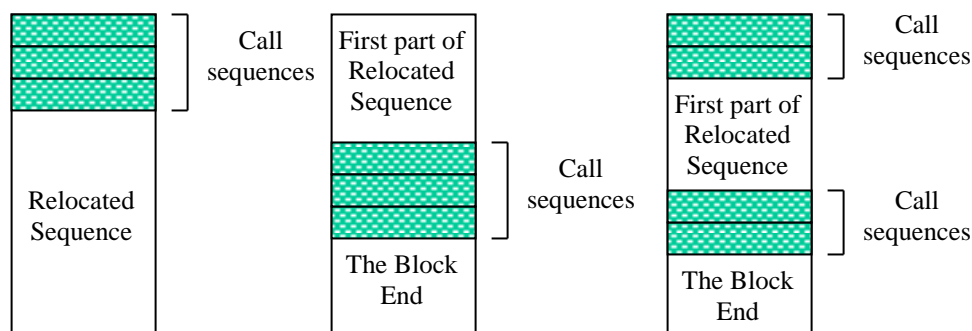 Call
sequences
Relocated
Sequence
First part of
Relocated
Sequence
Call
sequences
The Block
End
Call
sequences
First part of
Relocated
Sequence
Call
sequences
The Block
End